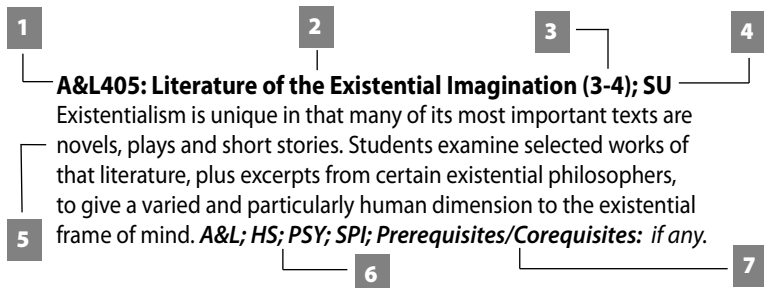 1
2
3
4
A&L405: Literature of the Existential Imagination (3-4); SU
Existentialism is unique in that many of its most important texts are
novels, plays and short stories. Students examine selected works of
that literature, plus excerpts from certain existential philosophers,
to give a varied and particularly human dimension to the existential
5
frame of mind. A&L; HS; PSY; SPI; Prerequisites/Corequisites: if any.
6
7